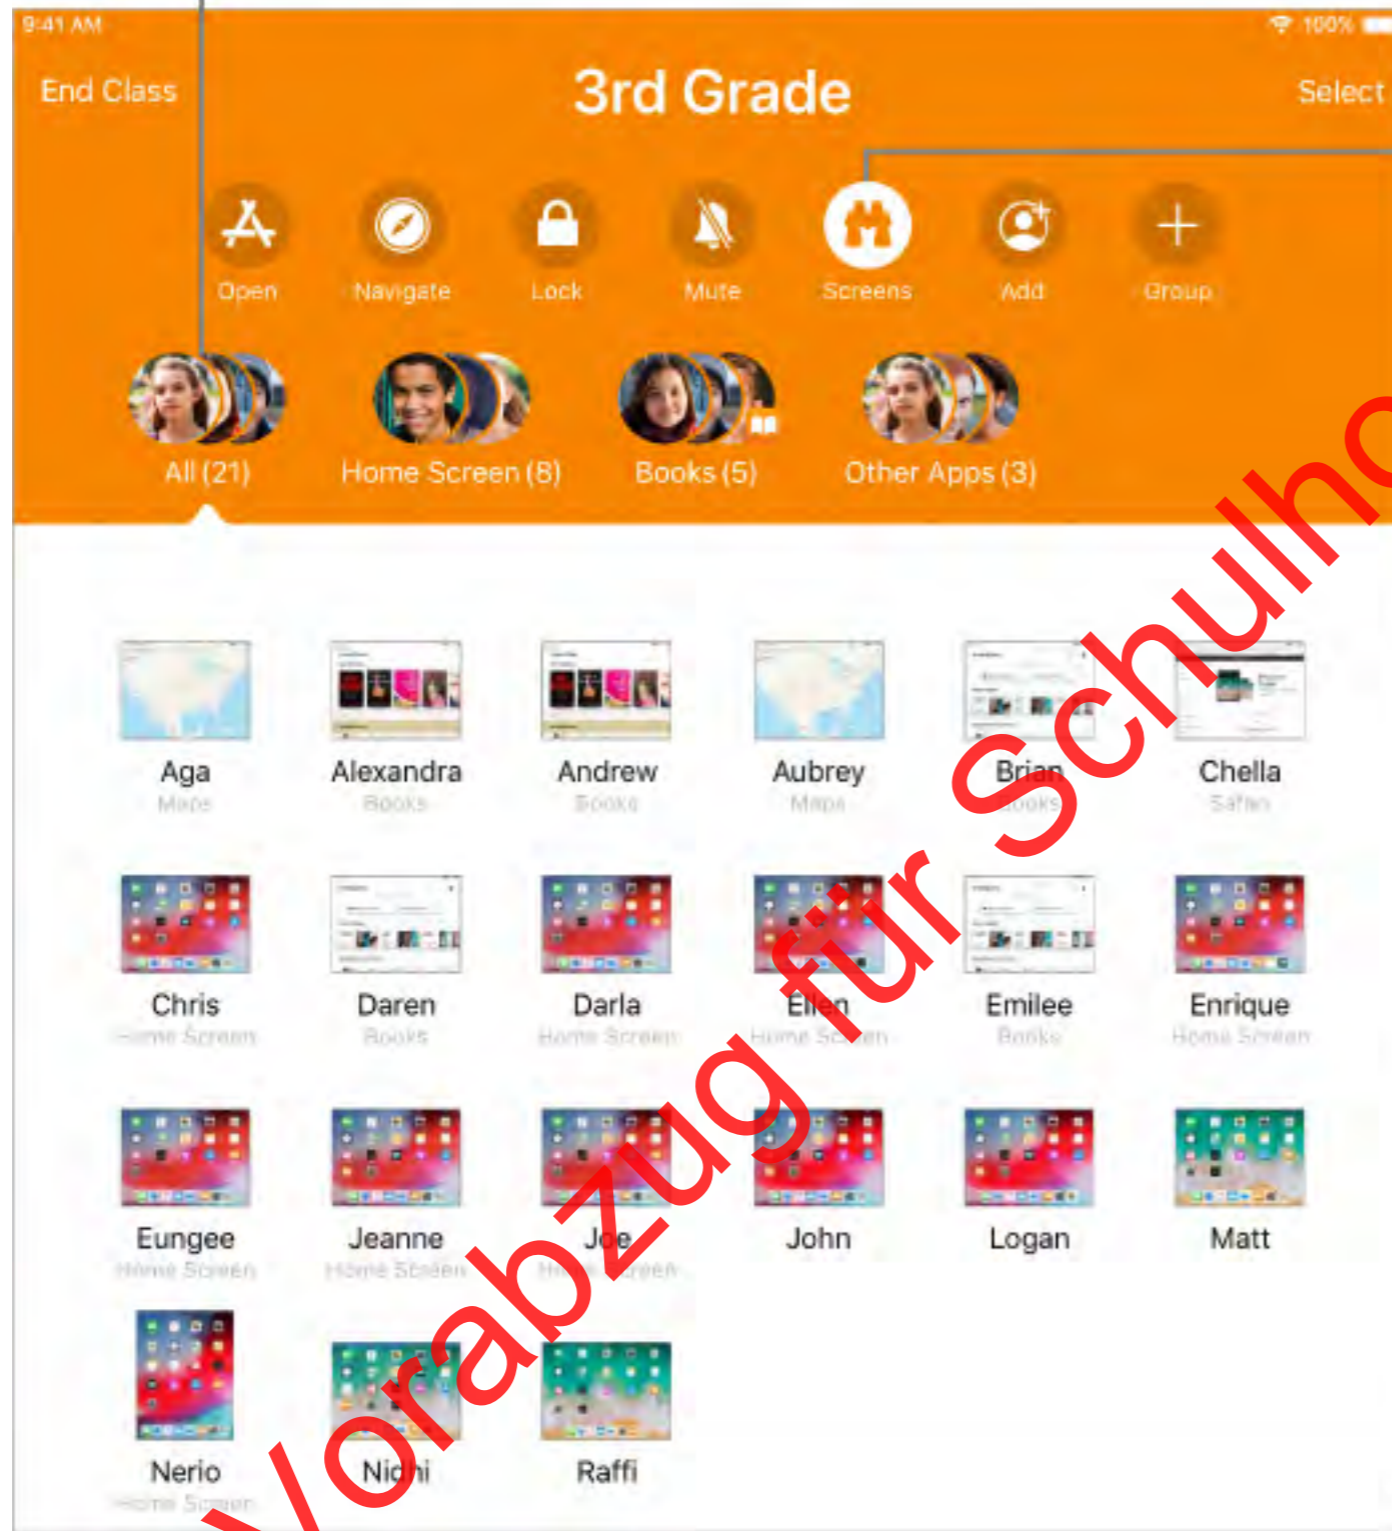 9:41 AM 100%
End Class 3rd Grade Select
Open Navigate Lock Mute Screens Add Group
All (21) Home Screen (8) Books (5) Other Apps (3)
Aga Alexandra Andrew Aubrey Brian Chella
Maps Books Books Maps Books Safari
Chris Daren Darla Ellen Emilee Enrique
Home Screen Books Home Screen Home Screen Books Home Screen
Eungee Jeanne Joe John Logan Matt
Home Screen Home Screen Home Screen
Nerio Nidhi Raffi
Home Screen
Vorabzug für